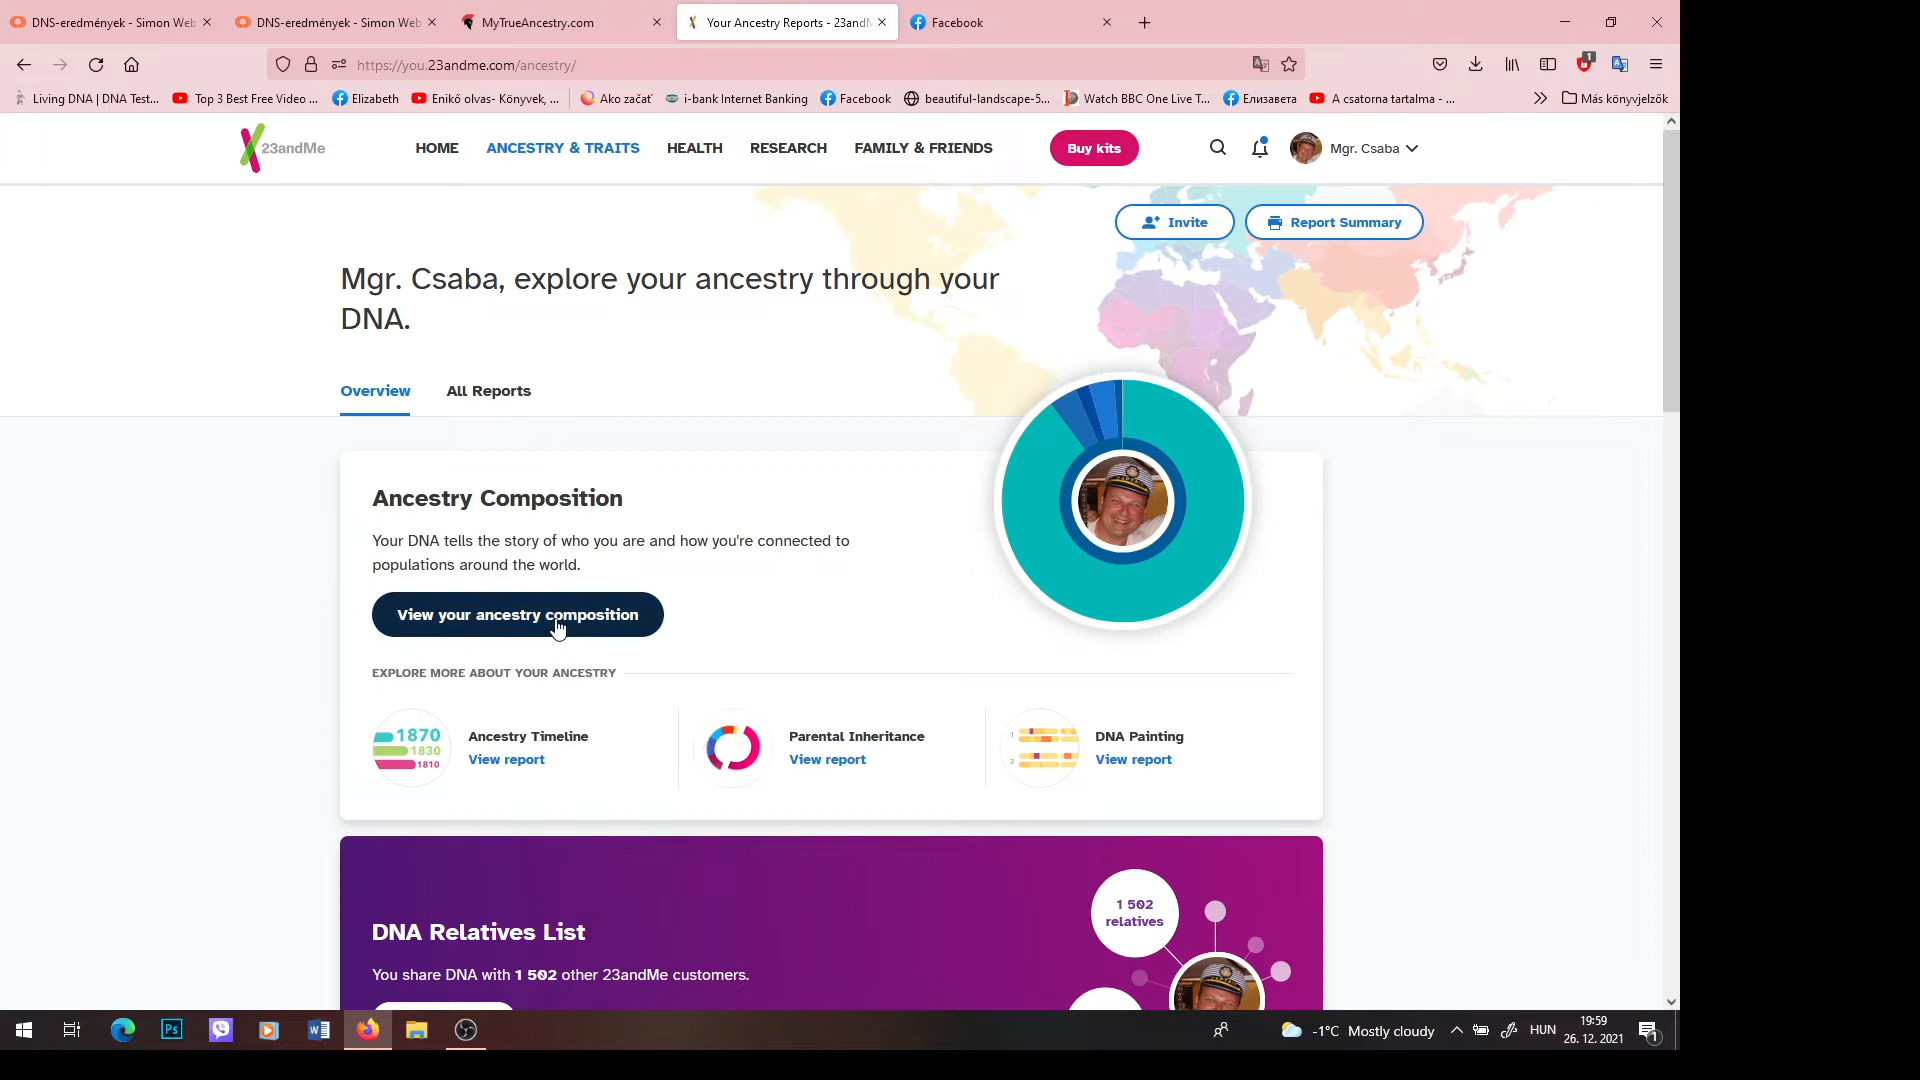 DNS-eredmények - Simon Web
DNS-eredmények - Simon Web
MyTrueAncestry.com
Your Ancestry Reports - 23andM
Facebook
https://you.23andme.com/ancestry/
1
Living DNA | DNA Test...
Top 3 Best Free Video ...
Elizabeth
Enikő olvas- Könyvek, ...
Ako začať
i-bank Internet Banking
Facebook
beautiful-landscape-5...
Watch BBC One Live T...
Елизавета
A csatorna tartalma - ...
Más könyvjelzők
23andMe
HOME
ANCESTRY & TRAITS
HEALTH
RESEARCH
FAMILY & FRIENDS
Buy kits
Mgr. Csaba
Invite
Report Summary
Mgr. Csaba, explore your ancestry through your
DNA.
Overview
All Reports
Ancestry Composition
Your DNA tells the story of who you are and how you're connected to
populations around the world.
View your ancestry composition
EXPLORE MORE ABOUT YOUR ANCESTRY
1870
1830
1810
Ancestry Timeline
View report
Parental Inheritance
View report
1
2
DNA Painting
View report
1 502
relatives
DNA Relatives List
You share DNA with 1 502 other 23andMe customers.
Ps
W
-1°C Mostly cloudy
HUN
19:59
26. 12. 2021
1